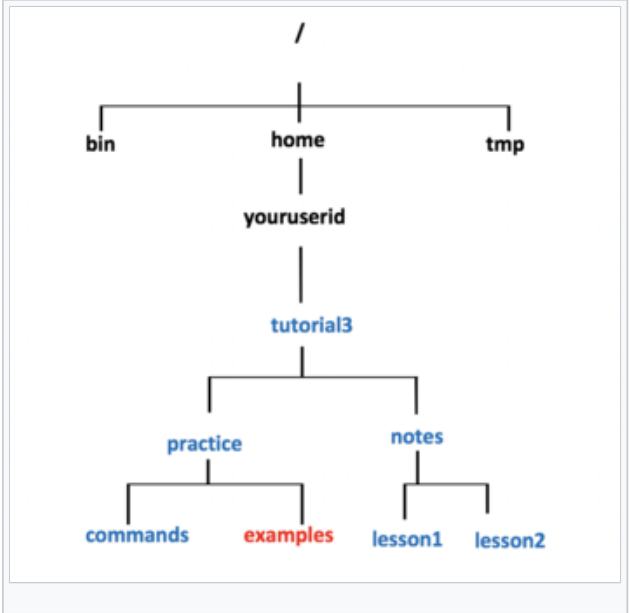 /
bin home tmp
youruserid
tutorial3
practice notes
commands examples lesson1 lesson2